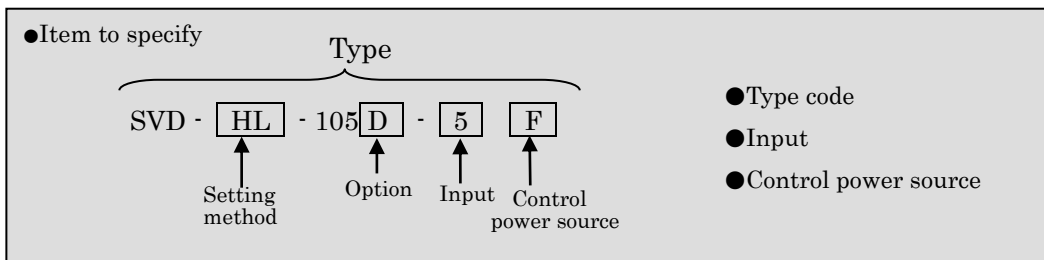 ●Item to specify
Type
SVD - HL - 105 D - 5 F
Setting method
Option
Input
Control power source
●Type code
●Input
●Control power source